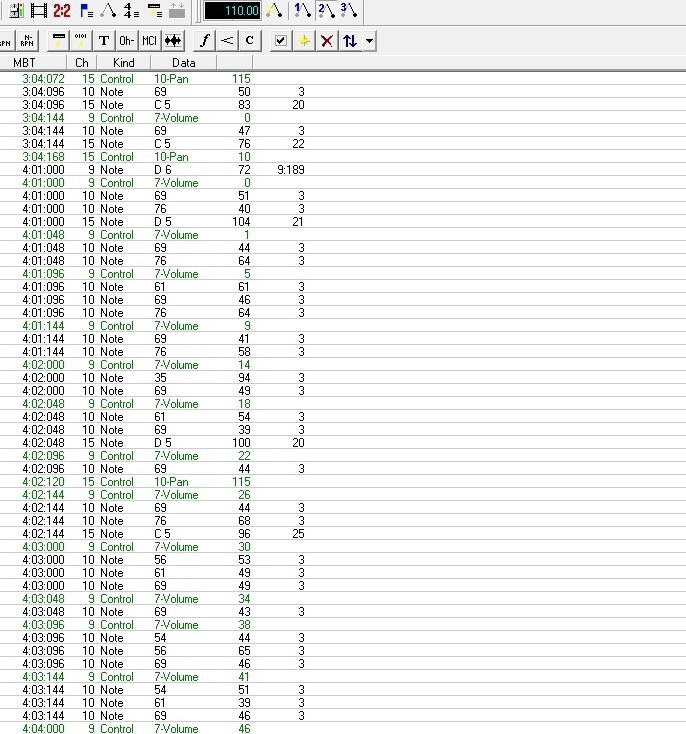 2:2 4 110.00 1 2 3
RPN N-RPN T Oh- MCI f < C
MBT Ch Kind Data
3:04:072 15 Control 10-Pan 115
3:04:096 10 Note 69 50 3
3:04:096 15 Note C 5 83 20
3:04:144 9 Control 7-Volume 0
3:04:144 10 Note 69 47 3
3:04:144 15 Note C 5 76 22
3:04:168 15 Control 10-Pan 10
4:01:000 9 Note D 6 72 9:189
4:01:000 9 Control 7-Volume 0
4:01:000 10 Note 69 51 3
4:01:000 10 Note 76 40 3
4:01:000 15 Note D 5 104 21
4:01:048 9 Control 7-Volume 1
4:01:048 10 Note 69 44 3
4:01:048 10 Note 76 64 3
4:01:096 9 Control 7-Volume 5
4:01:096 10 Note 61 61 3
4:01:096 10 Note 69 46 3
4:01:096 10 Note 76 64 3
4:01:144 9 Control 7-Volume 9
4:01:144 10 Note 69 41 3
4:01:144 10 Note 76 58 3
4:02:000 9 Control 7-Volume 14
4:02:000 10 Note 35 94 3
4:02:000 10 Note 69 49 3
4:02:048 9 Control 7-Volume 18
4:02:048 10 Note 61 54 3
4:02:048 10 Note 69 39 3
4:02:048 15 Note D 5 100 20
4:02:096 9 Control 7-Volume 22
4:02:096 10 Note 69 44 3
4:02:120 15 Control 10-Pan 115
4:02:144 9 Control 7-Volume 26
4:02:144 10 Note 69 44 3
4:02:144 10 Note 76 68 3
4:02:144 15 Note C 5 96 25
4:03:000 9 Control 7-Volume 30
4:03:000 10 Note 56 53 3
4:03:000 10 Note 61 49 3
4:03:000 10 Note 69 49 3
4:03:048 9 Control 7-Volume 34
4:03:048 10 Note 69 43 3
4:03:096 9 Control 7-Volume 38
4:03:096 10 Note 54 44 3
4:03:096 10 Note 56 65 3
4:03:096 10 Note 69 46 3
4:03:144 9 Control 7-Volume 41
4:03:144 10 Note 54 51 3
4:03:144 10 Note 61 39 3
4:03:144 10 Note 69 46 3
4:04:000 9 Control 7-Volume 46